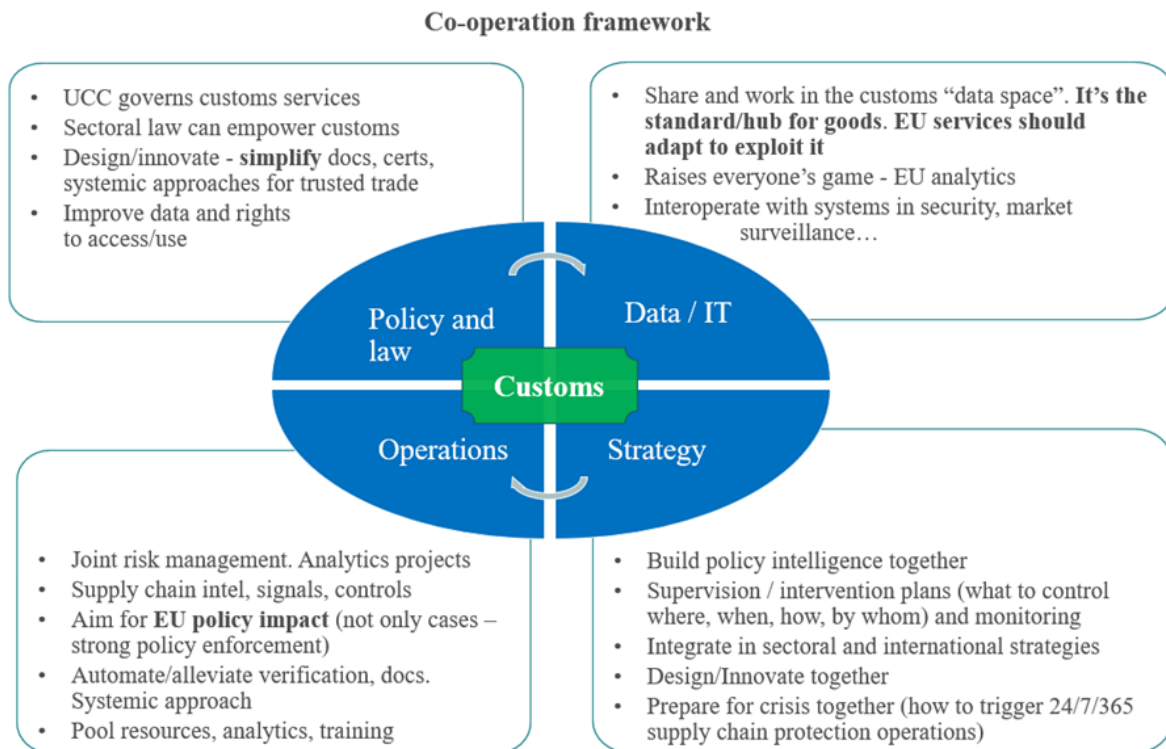 Co-operation framework
• UCC governs customs services
• Sectoral law can empower customs
• Design/innovate - simplify docs, certs,
systemic approaches for trusted trade
• Improve data and rights
to access/use
• Share and work in the customs “data space”. It’s the
standard/hub for goods. EU services should
adapt to exploit it
• Raises everyone’s game - EU analytics
• Interoperate with systems in security, market
surveillance…
Policy and
law
Data / IT
Customs
Operations
Strategy
• Joint risk management. Analytics projects
• Supply chain intel, signals, controls
• Aim for EU policy impact (not only cases –
strong policy enforcement)
• Automate/alleviate verification, docs.
Systemic approach
• Pool resources, analytics, training
• Build policy intelligence together
• Supervision / intervention plans (what to control
where, when, how, by whom) and monitoring
• Integrate in sectoral and international strategies
• Design/Innovate together
• Prepare for crisis together (how to trigger 24/7/365
supply chain protection operations)